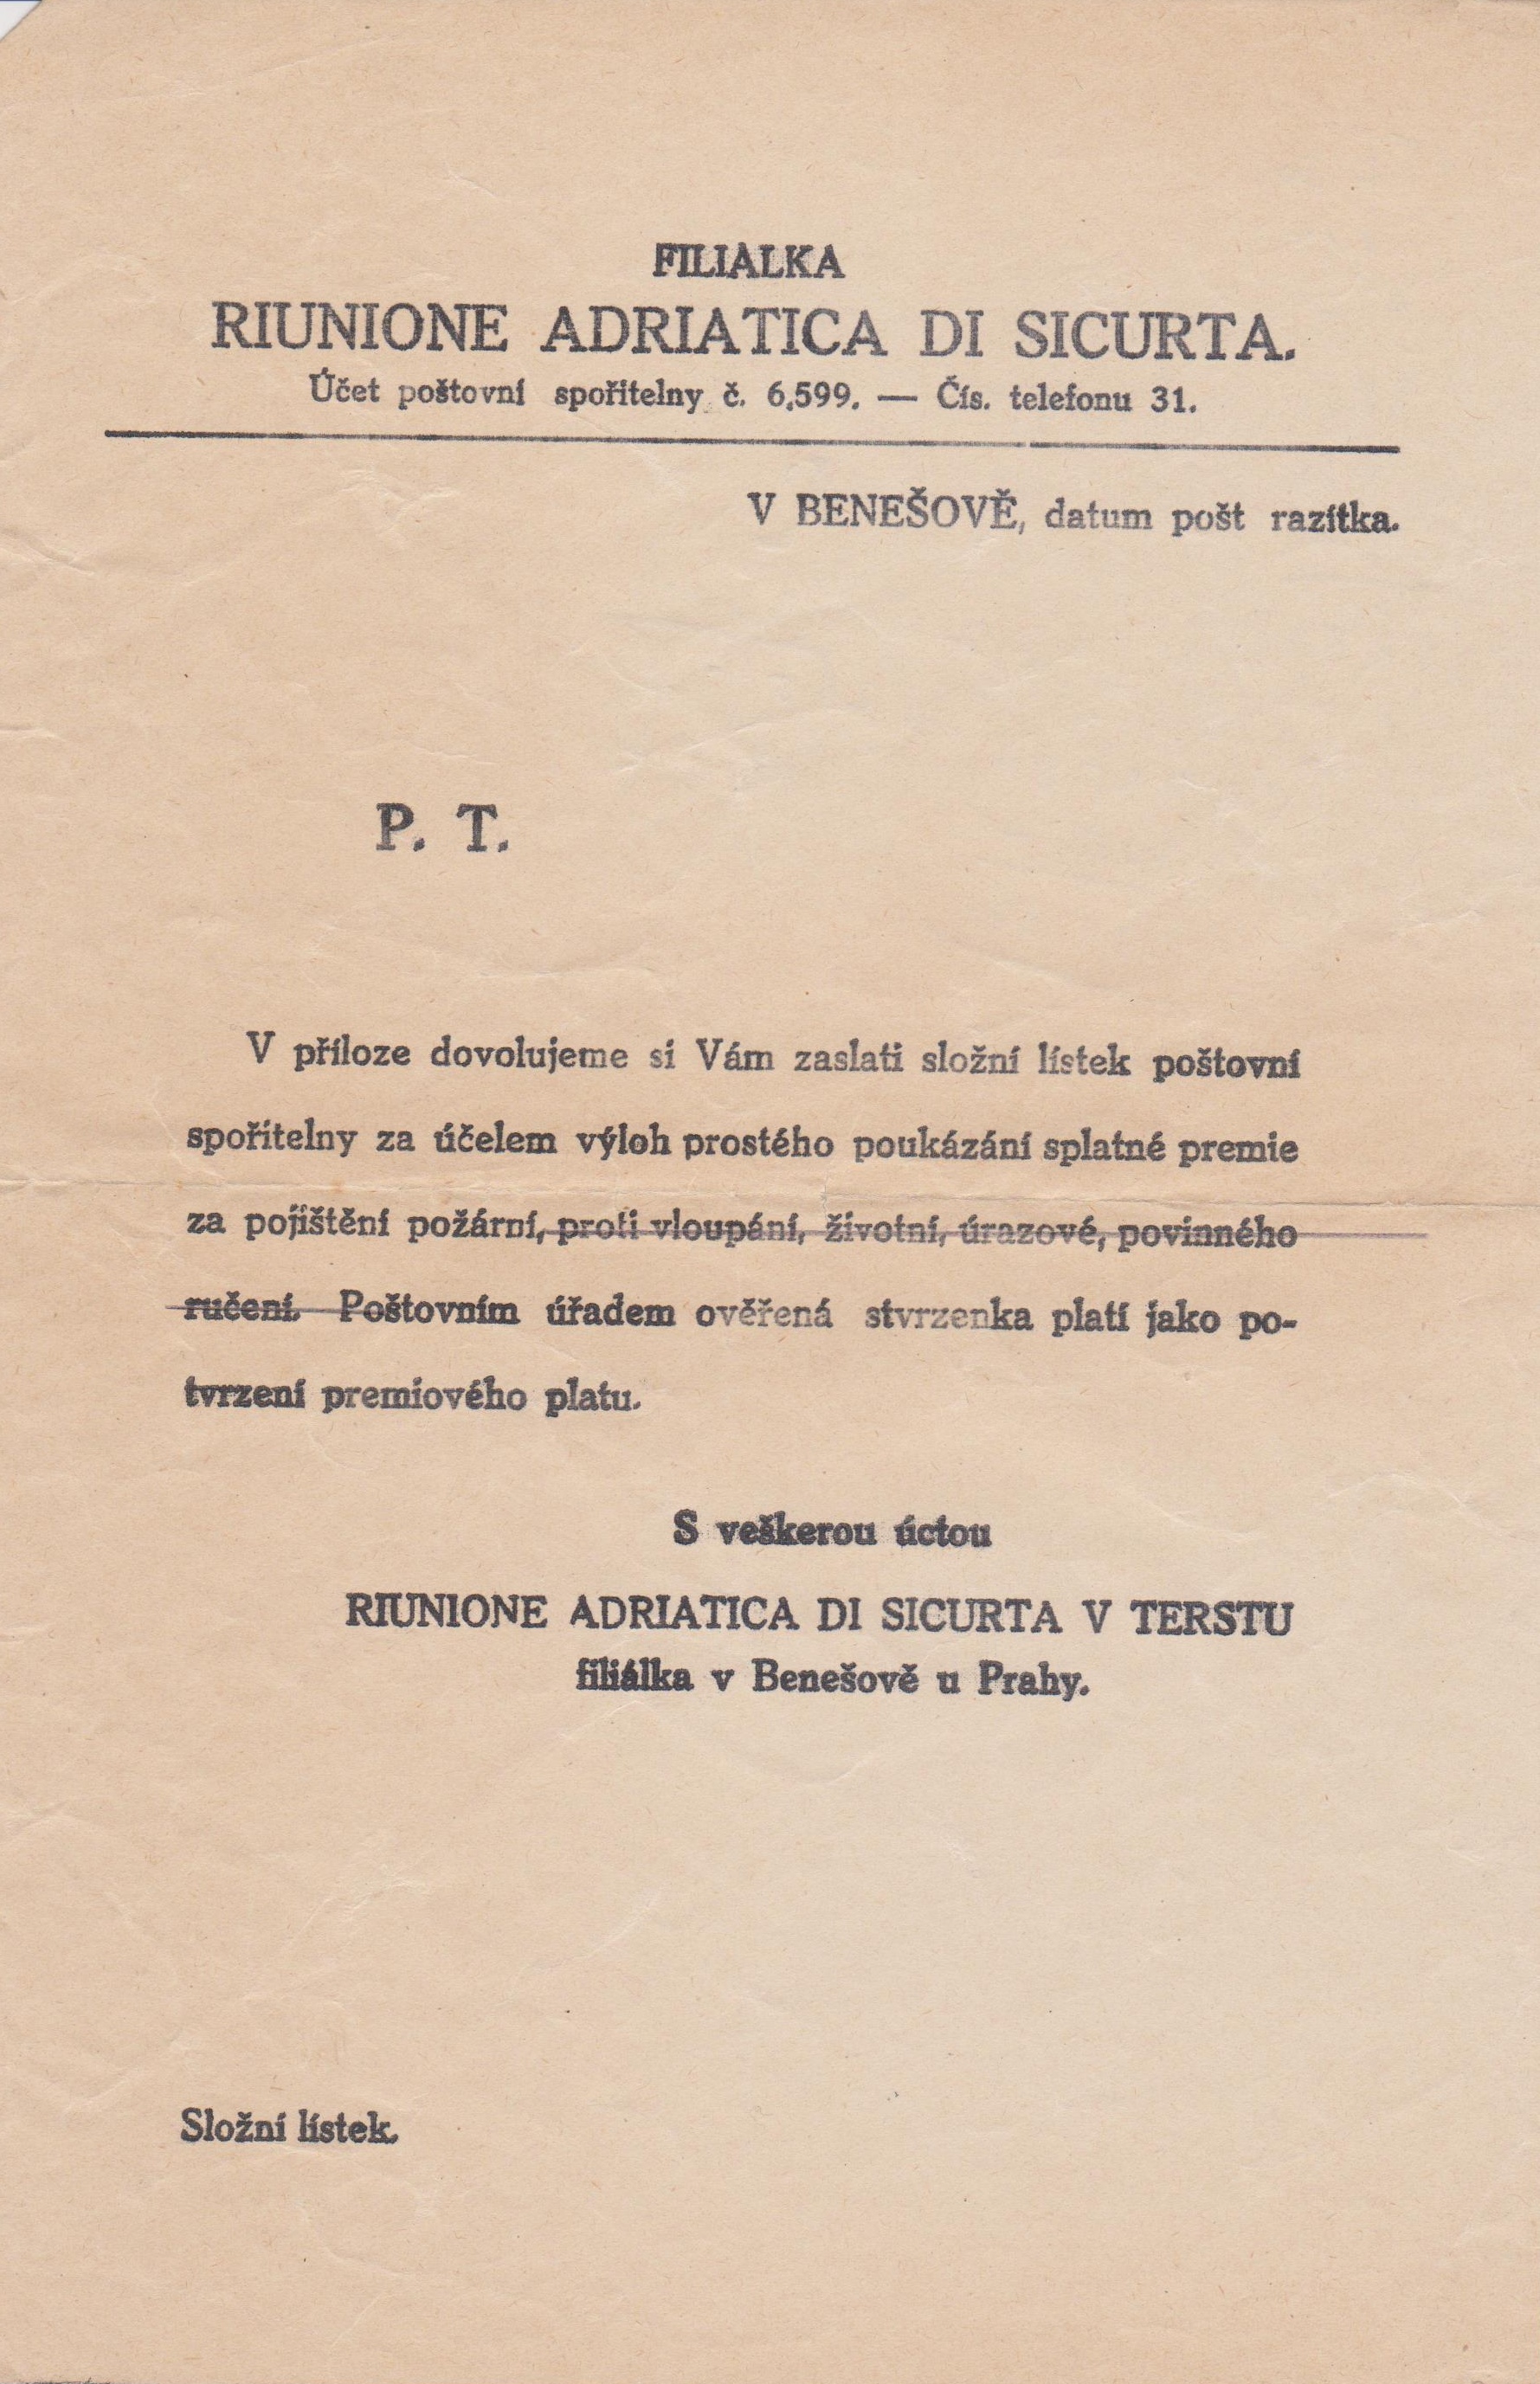 FILIALKA
RIUNIONE ADRIATICA DI SICURTA.
Účet poštovní spořitelny č. 6,599. — Čís. telefonu 31.
V BENEŠOVĚ, datum pošt razítka.
P. T.
V příloze dovolujeme si Vám zaslati složní lístek poštovní
spořitelny za účelem výloh prostého poukázání splatné premie
za pojištění požární, proti vloupání, životní, úrazové, povinného
ručení. Poštovním úřadem ověřená stvrzenka platí jako po-
tvrzení premiového platu.
S veškerou úctou
RIUNIONE ADRIATICA DI SICURTA V TERSTU
filiálka v Benešově u Prahy.
Složní lístek.